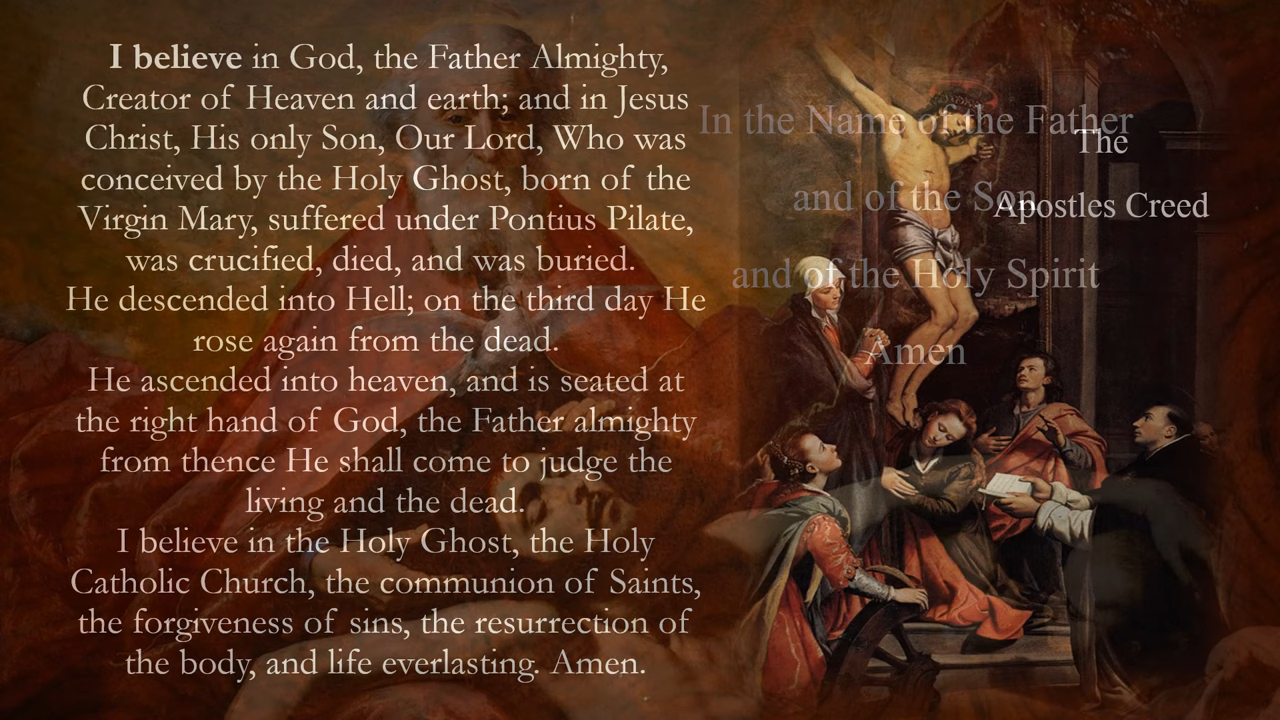 I believe in God, the Father Almighty,
Creator of Heaven and earth; and in Jesus
Christ, His only Son, Our Lord, Who was
conceived by the Holy Ghost, born of the
Virgin Mary, suffered under Pontius Pilate,
was crucified, died, and was buried.
He descended into Hell; on the third day He
rose again from the dead.
He ascended into heaven, and is seated at
the right hand of God, the Father almighty
from thence He shall come to judge the
living and the dead.
I believe in the Holy Ghost, the Holy
Catholic Church, the communion of Saints,
the forgiveness of sins, the resurrection of
the body, and life everlasting. Amen.
In the Name of the Father
and of the Son
and of the Holy Spirit
Amen
The
Apostles Creed